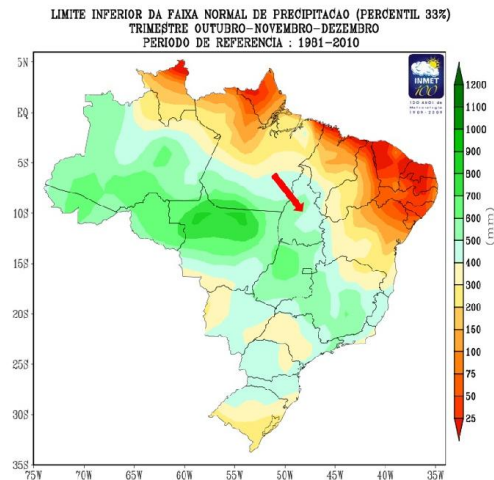 LIMITE INFERIOR DA FAIXA NORMAL DE PRECIPITACAO (PERCENTIL 33%)
TRIMESTRE OUTUBRO-NOVEMBRO-DEZEMBRO
PERIODO DE REFERENCIA : 1981-2010
5N
EQ
5S
10S
15S
20S
25S
30S
35S
75W 70W 65W 60W 55W 50W 45W 40W 35W
INMET
100
1200
1100
1000
900
800
700
600
500
400
300
200
150
100
75
50
25
(mm)